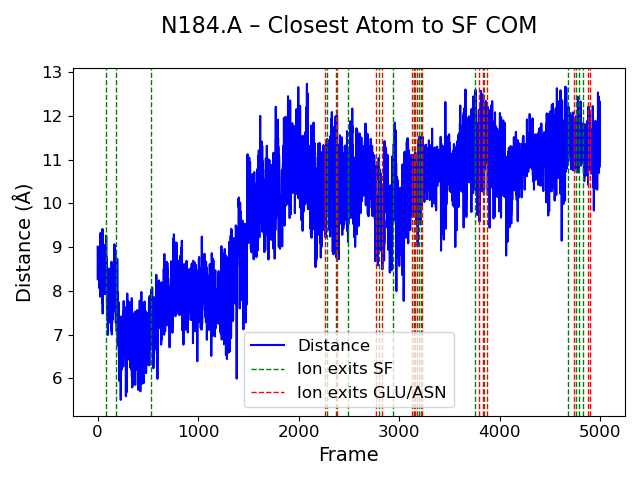 N184.A – Closest Atom to SF COM
13
12
11
10
9
8
7
6
Distance (Å)
Distance
Ion exits SF
Ion exits GLU/ASN
0 1000 2000 3000 4000 5000
Frame